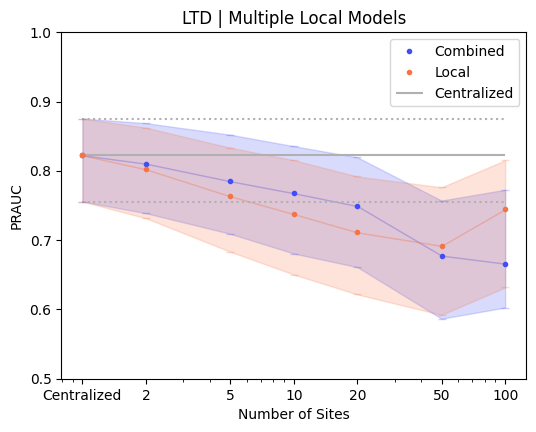 LTD | Multiple Local Models
1.0
0.9
0.8
0.7
0.6
0.5
PRAUC
Combined
Local
Centralized
Centralized 2 5 10 20 50 100
Number of Sites